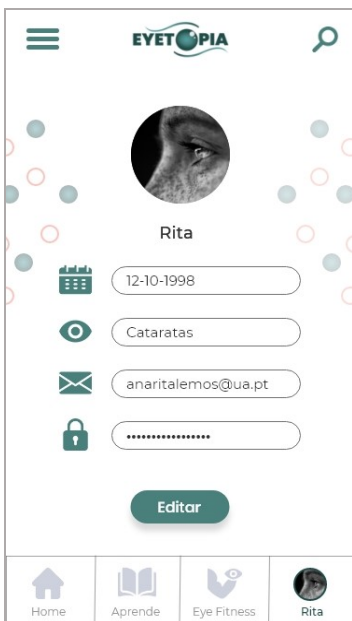 EYETOPIA
Rita
12-10-1998
Cataratas
anaritalemos@ua.pt
•••••••••••••••••
Editar
Home
Aprende
Eye Fitness
Rita